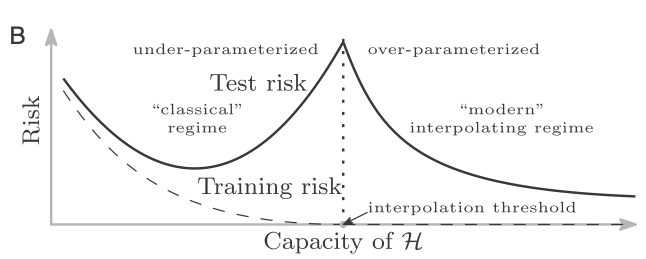 B
under-parameterized
over-parameterized
Test risk
“classical”
regime
“modern”
interpolating regime
Risk
Training risk
interpolation threshold
Capacity of ℋ